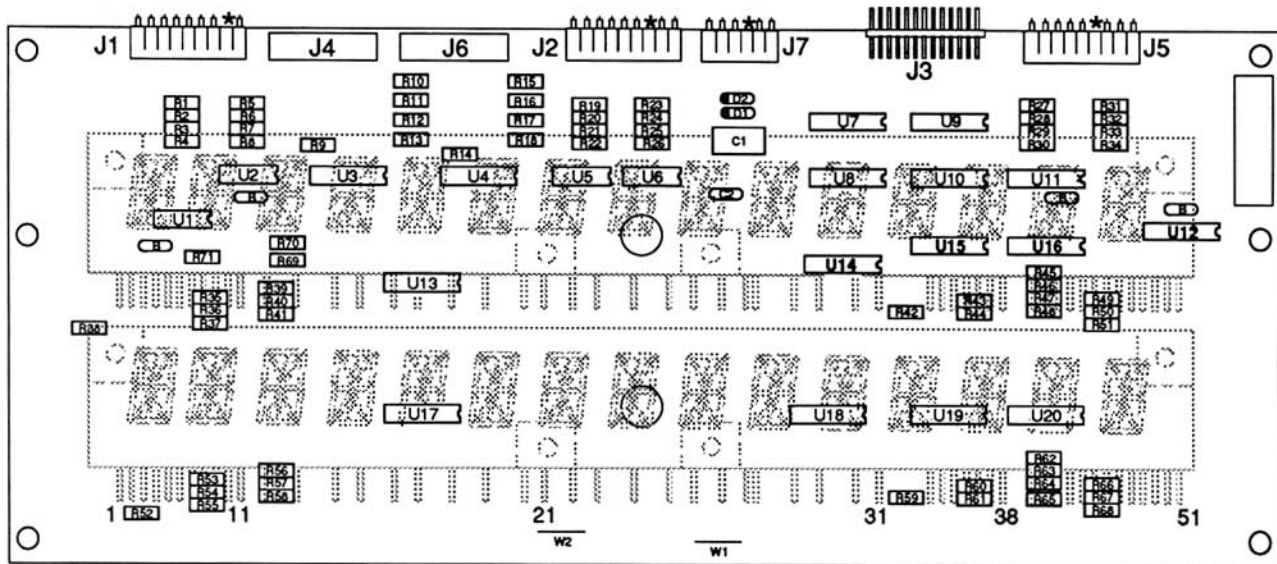 *
*
*
*
J1
J4
J6
J2
J7
J3
J5
R1
R2
R3
R4
R5
R6
R7
R8
R9
R10
R11
R12
R13
R14
R15
R16
R17
R18
R19
R20
R21
R22
R23
R24
R25
R26
D2
D1
C1
U7
U9
R27
R28
R29
R30
R31
R32
R33
R34
U2
U3
U4
U5
U6
U8
U10
U11
B
C2
B
B
U1
U12
B
R71
R70
R69
U15
U16
U14
U13
R35
R36
R37
R38
R39
R40
R41
R42
R43
R44
R45
R46
R47
R48
R49
R50
R51
U17
U18
U19
U20
R52
R53
R54
R55
R56
R57
R58
R59
R60
R61
R62
R63
R64
R65
R66
R67
R68
1
11
21
31
38
51
W2
W1